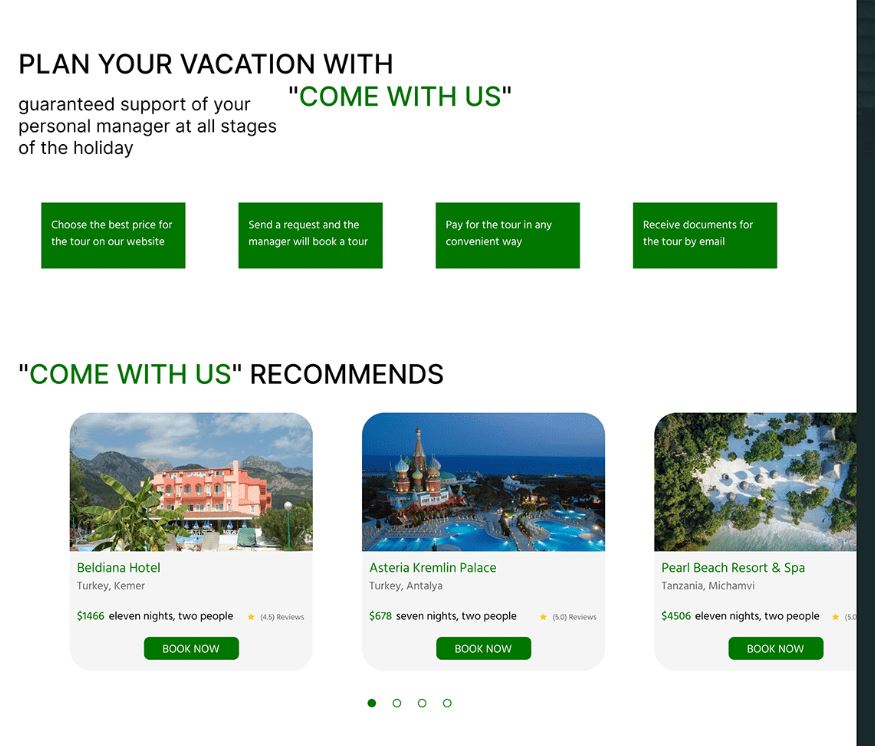 PLAN YOUR VACATION WITH
"COME WITH US"
guaranteed support of your
personal manager at all stages
of the holiday
Choose the best price for
the tour on our website
Send a request and the
manager will book a tour
Pay for the tour in any
convenient way
Receive documents for
the tour by email
"COME WITH US" RECOMMENDS
Beldiana Hotel
Turkey, Kemer
$1466 eleven nights, two people
(4.5) Reviews
BOOK NOW
Asteria Kremlin Palace
Turkey, Antalya
$678 seven nights, two people
(5.0) Reviews
BOOK NOW
Pearl Beach Resort & Spa
Tanzania, Michamvi
$4506 eleven nights, two people
BOOK NOW